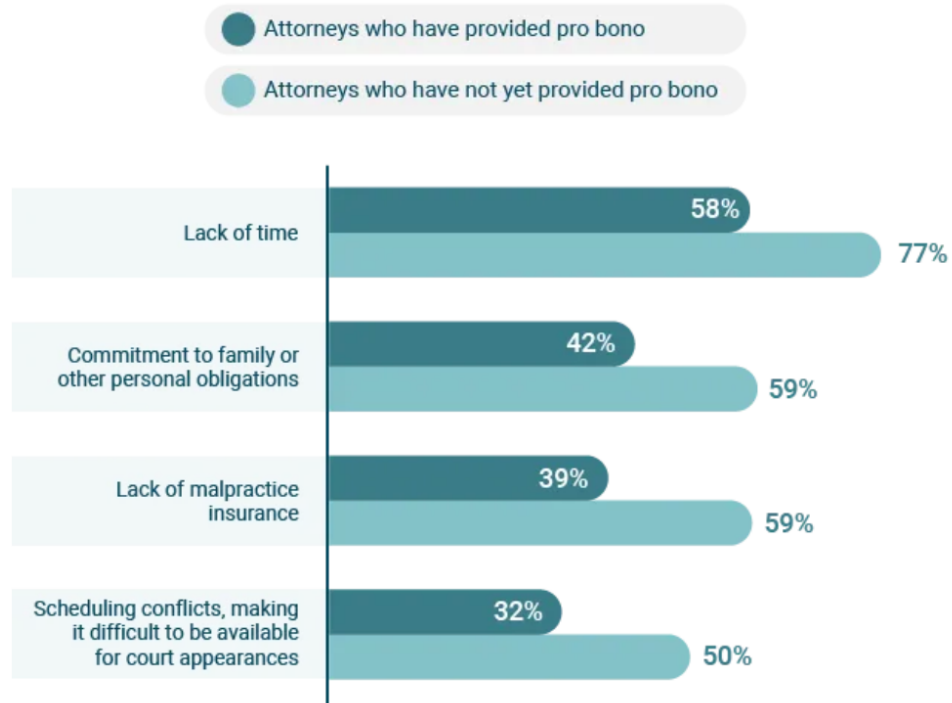 Attorneys who have provided pro bono
Attorneys who have not yet provided pro bono
Lack of time
58%
77%
Commitment to family or
other personal obligations
42%
59%
Lack of malpractice
insurance
39%
59%
Scheduling conflicts, making
it difficult to be available
for court appearances
32%
50%